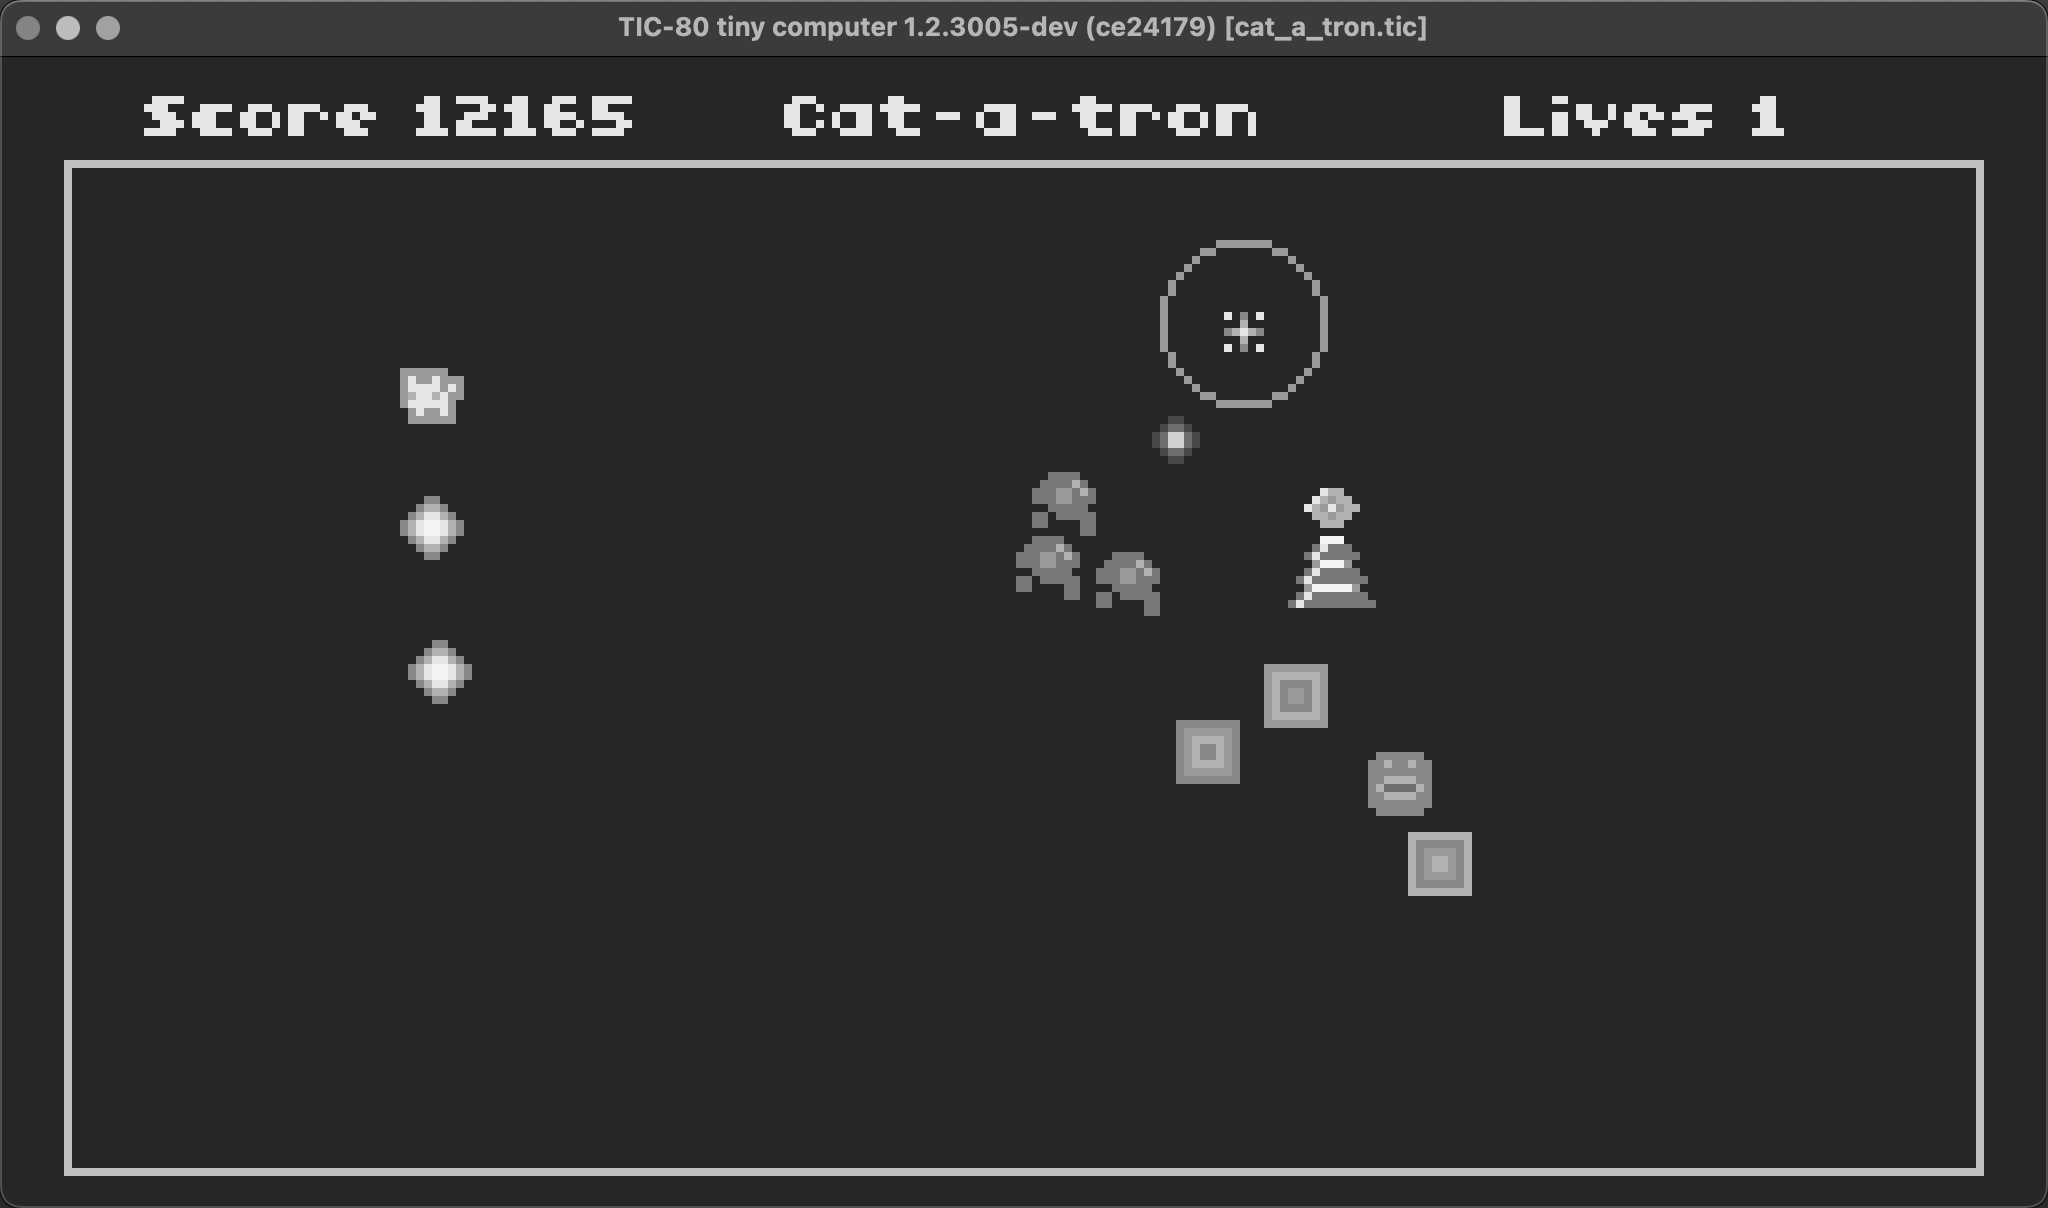 TIC-80 tiny computer 1.2.3005-dev (ce24179) [cat_a_tron.tic]
Score 12165 Cat-a-tron Lives 1